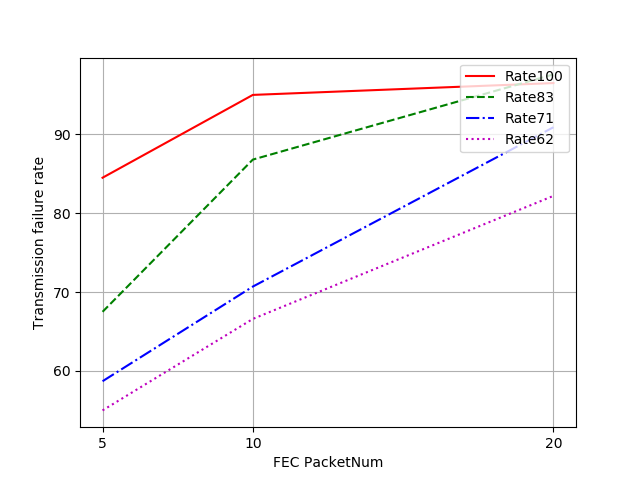 Rate100
Rate83
Rate71
Rate62
90
80
70
60
Transmission failure rate
5
10
20
FEC PacketNum